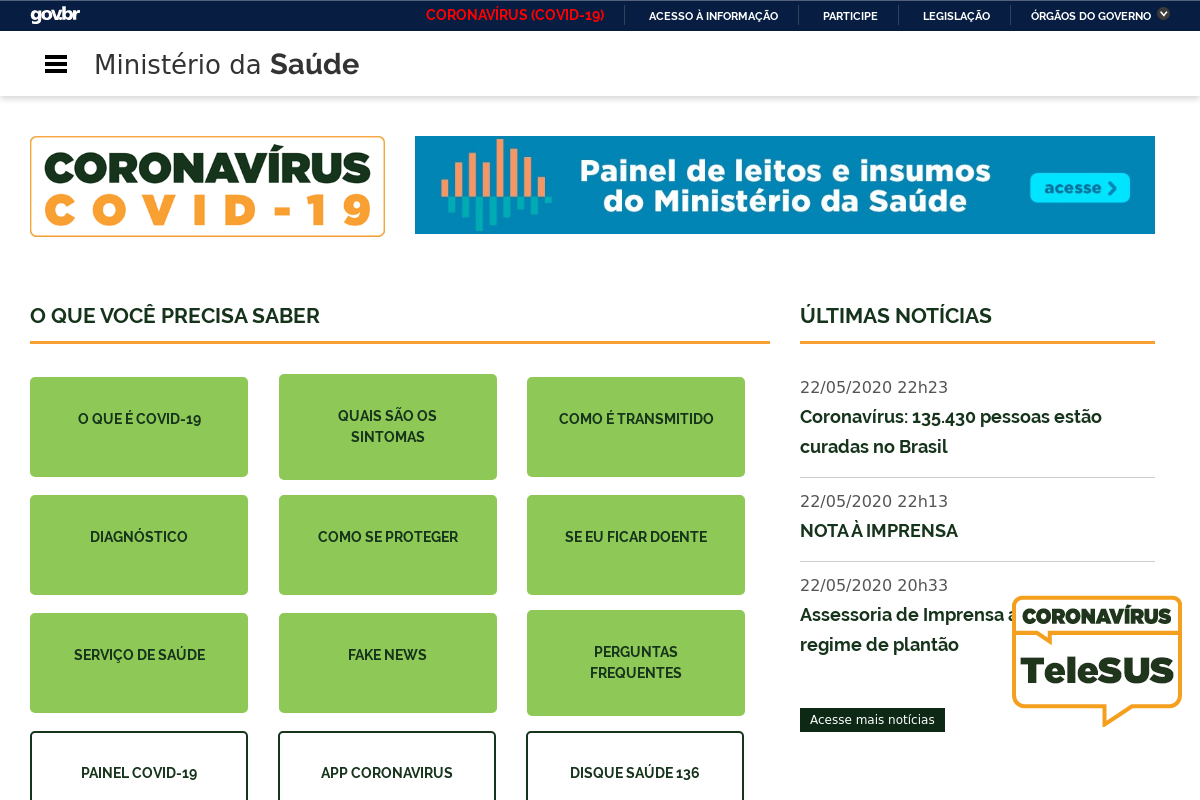 gov.br
CORONAVÍRUS (COVID-19)
ACESSO À INFORMAÇÃO
PARTICIPE
LEGISLAÇÃO
ÓRGÃOS DO GOVERNO
Ministério da Saúde
CORONAVÍRUS
COVID-19
Painel de leitos e insumos
do Ministério da Saúde
acesse
O QUE VOCÊ PRECISA SABER
O QUE É COVID-19
QUAIS SÃO OS
SINTOMAS
COMO É TRANSMITIDO
DIAGNÓSTICO
COMO SE PROTEGER
SE EU FICAR DOENTE
SERVIÇO DE SAÚDE
FAKE NEWS
PERGUNTAS
FREQUENTES
PAINEL COVID-19
APP CORONAVIRUS
DISQUE SAÚDE 136
ÚLTIMAS NOTÍCIAS
22/05/2020 22h23
Coronavírus: 135.430 pessoas estão
curadas no Brasil
22/05/2020 22h13
NOTA À IMPRENSA
22/05/2020 20h33
Assessoria de Imprensa
regime de plantão
Acesse mais notícias
CORONAVÍRUS
TeleSUS